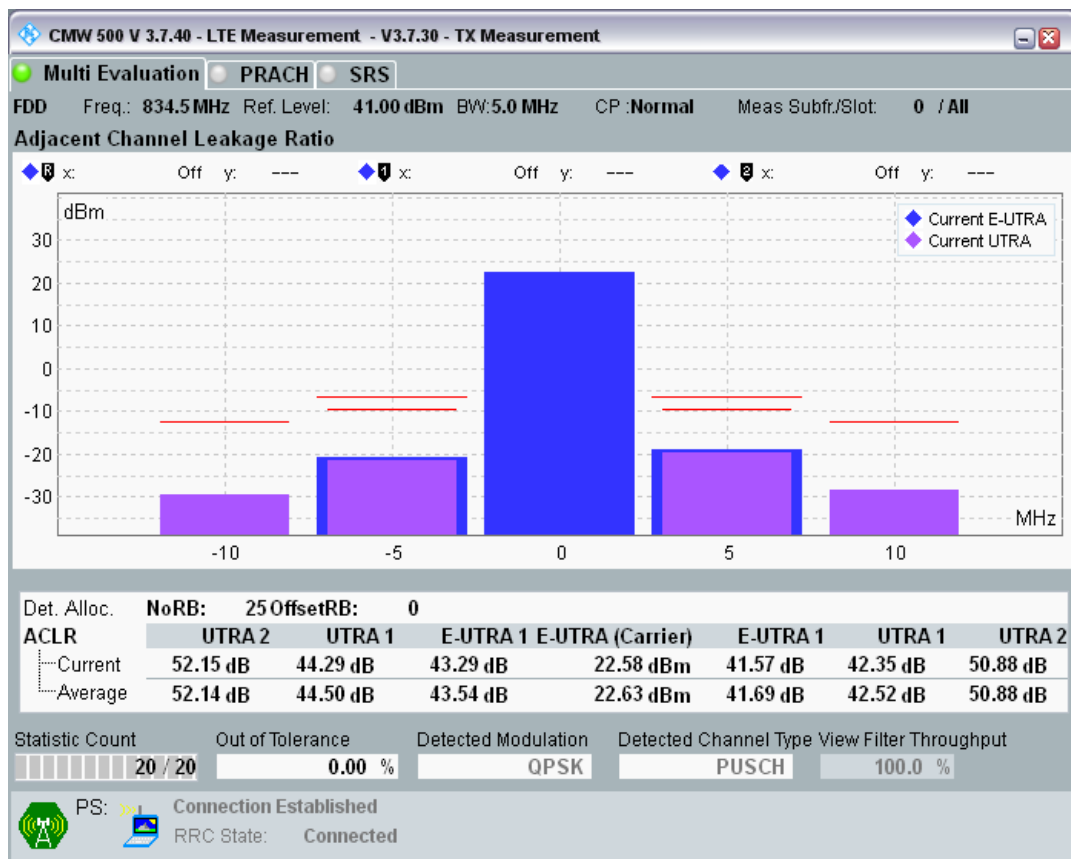 CMW 500 V 3.7.40 - LTE Measurement - V3.7.30 - TX Measurement
Multi Evaluation PRACH SRS
FDD Freq.: 834.5 MHz Ref. Level: 41.00 dBm BW:5.0 MHz CP :Normal Meas Subfr./Slot: 0 / All
Adjacent Channel Leakage Ratio
R x: Off y: --- 1 x: Off y: --- 2 x: Off y: ---
dBm
Current E-UTRA
Current UTRA
30
20
10
0
-10
-20
-30
MHz
-10 -5 0 5 10
Det. Alloc. NoRB: 25 OffsetRB: 0
ACLR UTRA 2 UTRA 1 E-UTRA 1 E-UTRA (Carrier) E-UTRA 1 UTRA 1 UTRA 2
Current 52.15 dB 44.29 dB 43.29 dB 22.58 dBm 41.57 dB 42.35 dB 50.88 dB
Average 52.14 dB 44.50 dB 43.54 dB 22.63 dBm 41.69 dB 42.52 dB 50.88 dB
Statistic Count Out of Tolerance Detected Modulation Detected Channel Type View Filter Throughput
20 / 20 0.00 % QPSK PUSCH 100.0 %
PS: Connection Established
RRC State: Connected